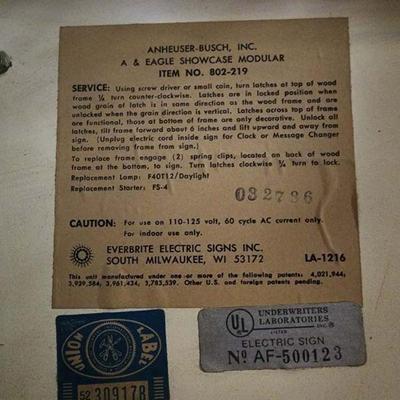 ANHEUSER-BUSCH, INC.
A & EAGLE SHOWCASE MODULAR
ITEM NO. 802-219
SERVICE: Using screw driver or small coin, turn latches at top of wood
frame ¼ turn counter-clockwise. Latches are in locked position when
wood grain of latch is in same direction as the wood frame and are
unlocked when the grain direction is vertical. Latches across top of frame
are functional, those at bottom of frame are only decorative. Unlock all
latches, tilt frame forward about 6 inches and lift upward and away from
sign. (Unplug electric cord inside sign for Clock or Message Changer
before removing frame from sign.)
To replace frame engage (2) spring clips, located on back of wood
frame at the bottom, to sign. Turn latches clockwise ¼ turn to lock.
Replacement Lamp: F40T12/Daylight
Replacement Starter: FS-4
032736
CAUTION: For use on 110-125 volt, 60 cycle AC current only.
For indoor use only.
EVERBRITE ELECTRIC SIGNS INC.
SOUTH MILWAUKEE, WI 53172
LA-1216
This unit manufactured under one or more of the following patents: 4,021,944,
3,939,584, 3,961,434, 3,783,539. Other U.S. and foreign patents pending.
UNION LABEL
52 309178
UL
UNDERWRITERS
LABORATORIES
INC.
LISTED
ELECTRIC SIGN
No AF-500123